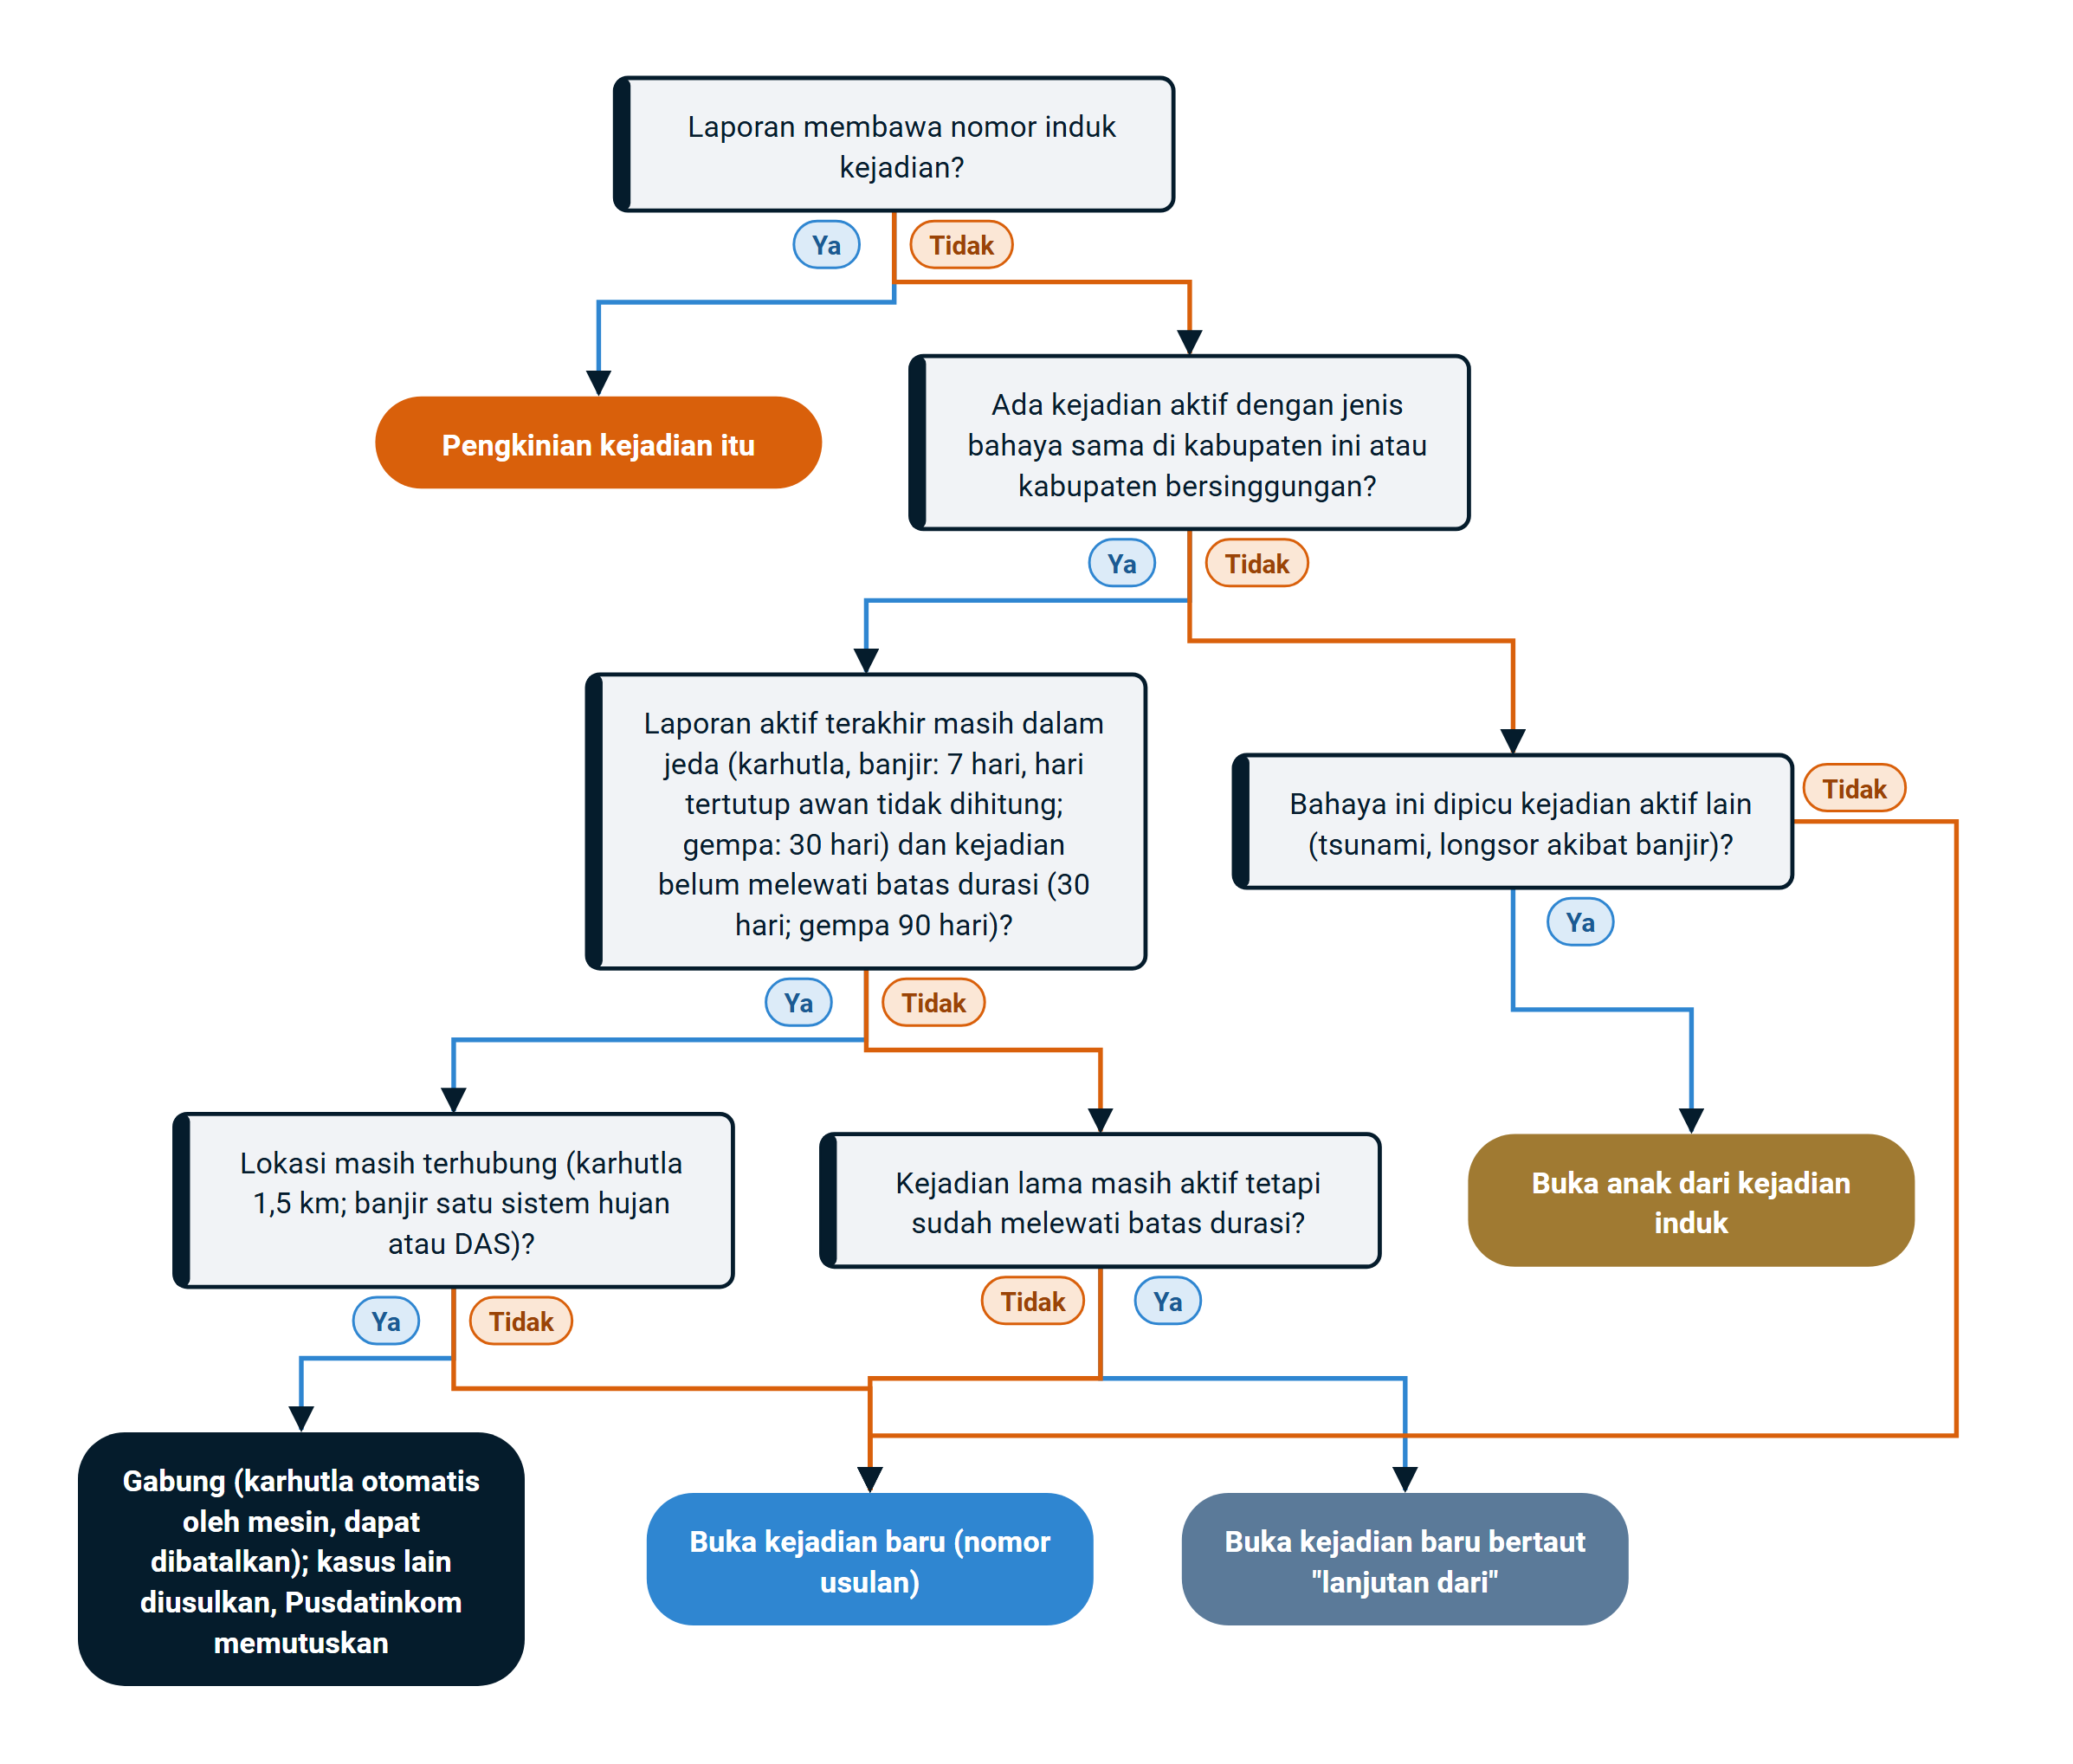 Laporan membawa nomor induk
kejadian?
Ya
Tidak
Pengkinian kejadian itu
Ada kejadian aktif dengan jenis
bahaya sama di kabupaten ini atau
kabupaten bersinggungan?
Ya
Tidak
Laporan aktif terakhir masih dalam
jeda (karhutla, banjir: 7 hari, hari
tertutup awan tidak dihitung;
gempa: 30 hari) dan kejadian
belum melewati batas durasi (30
hari; gempa 90 hari)?
Bahaya ini dipicu kejadian aktif lain
(tsunami, longsor akibat banjir)?
Tidak
Ya
Ya
Tidak
Lokasi masih terhubung (karhutla
1,5 km; banjir satu sistem hujan
atau DAS)?
Kejadian lama masih aktif tetapi
sudah melewati batas durasi?
Buka anak dari kejadian
induk
Ya
Tidak
Tidak
Ya
Gabung (karhutla otomatis
oleh mesin, dapat
dibatalkan); kasus lain
diusulkan, Pusdatinkom
memutuskan
Buka kejadian baru (nomor
usulan)
Buka kejadian baru bertaut
"lanjutan dari"